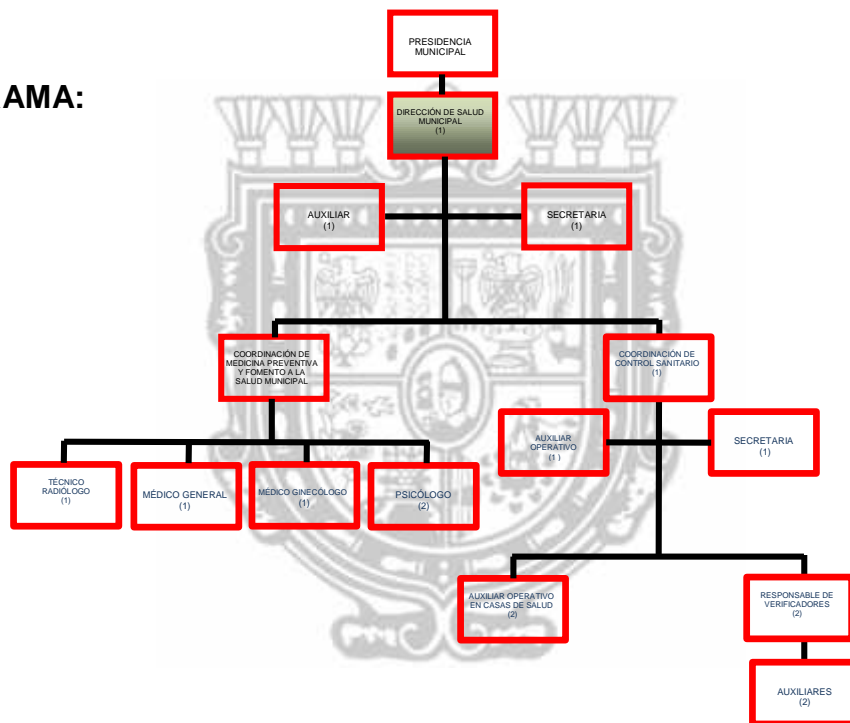 PRESIDENCIA
MUNICIPAL
AMA:
DIRECCIÓN DE SALUD
MUNICIPAL
(1)
AUXILIAR
(1)
SECRETARIA
(1)
COORDINACIÓN DE
MEDICINA PREVENTIVA
Y FOMENTO A LA
SALUD MUNICIPAL
COORDINACIÓN DE
CONTROL SANITARIO
(1)
AUXILIAR
OPERATIVO
(1 )
SECRETARIA
(1)
TÉCNICO
RADIÓLOGO
(1)
MÉDICO GENERAL
(1)
MÉDICO GINECÓLOGO
(1)
PSICÓLOGO
(2)
AUXILIAR OPERATIVO
EN CASAS DE SALUD
(2)
RESPONSABLE DE
VERIFICADORES
(2)
AUXILIARES
(2)